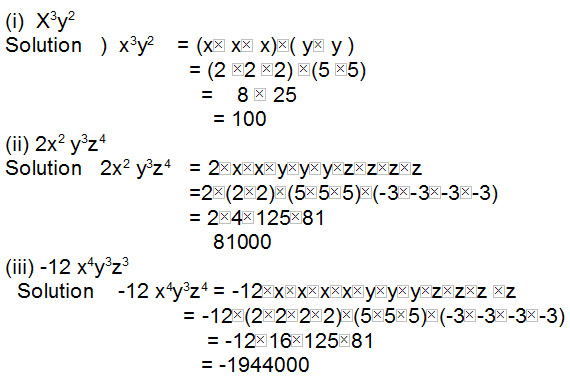 (i) X³y²
Solution ) x³y² = (x× x× x)×( y× y )
= (2 ×2 ×2) ×(5 ×5)
= 8 × 25
= 100
(ii) 2x² y³z⁴
Solution 2x² y³z⁴ = 2×x×x×y×y×y×z×z×z×z
=2×(2×2)×(5×5×5)×(-3×-3×-3×-3)
= 2×4×125×81
81000
(iii) -12 x⁴y³z³
Solution -12 x⁴y³z⁴ = -12×x×x×x×x×y×y×y×z×z×z ×z
= -12×(2×2×2×2)×(5×5×5)×(-3×-3×-3×-3)
= -12×16×125×81
= -1944000